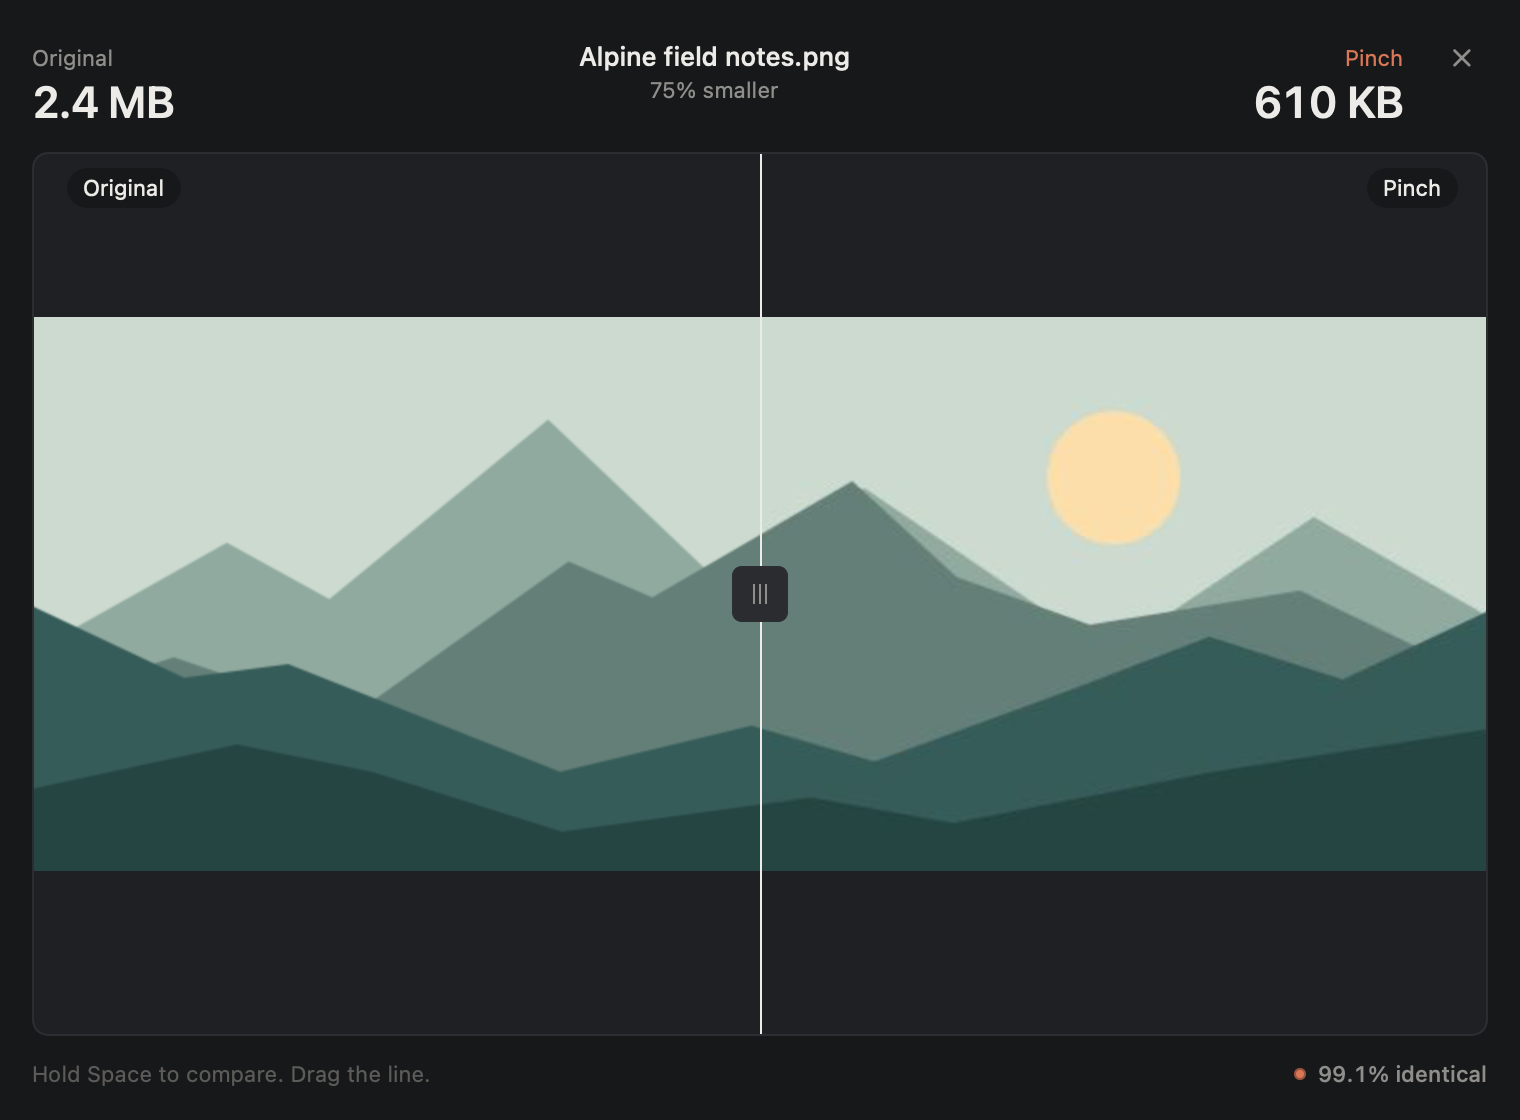 Original
2.4 MB
Alpine field notes.png
75% smaller
Pinch
610 KB
Original
Pinch
Hold Space to compare. Drag the line.
99.1% identical